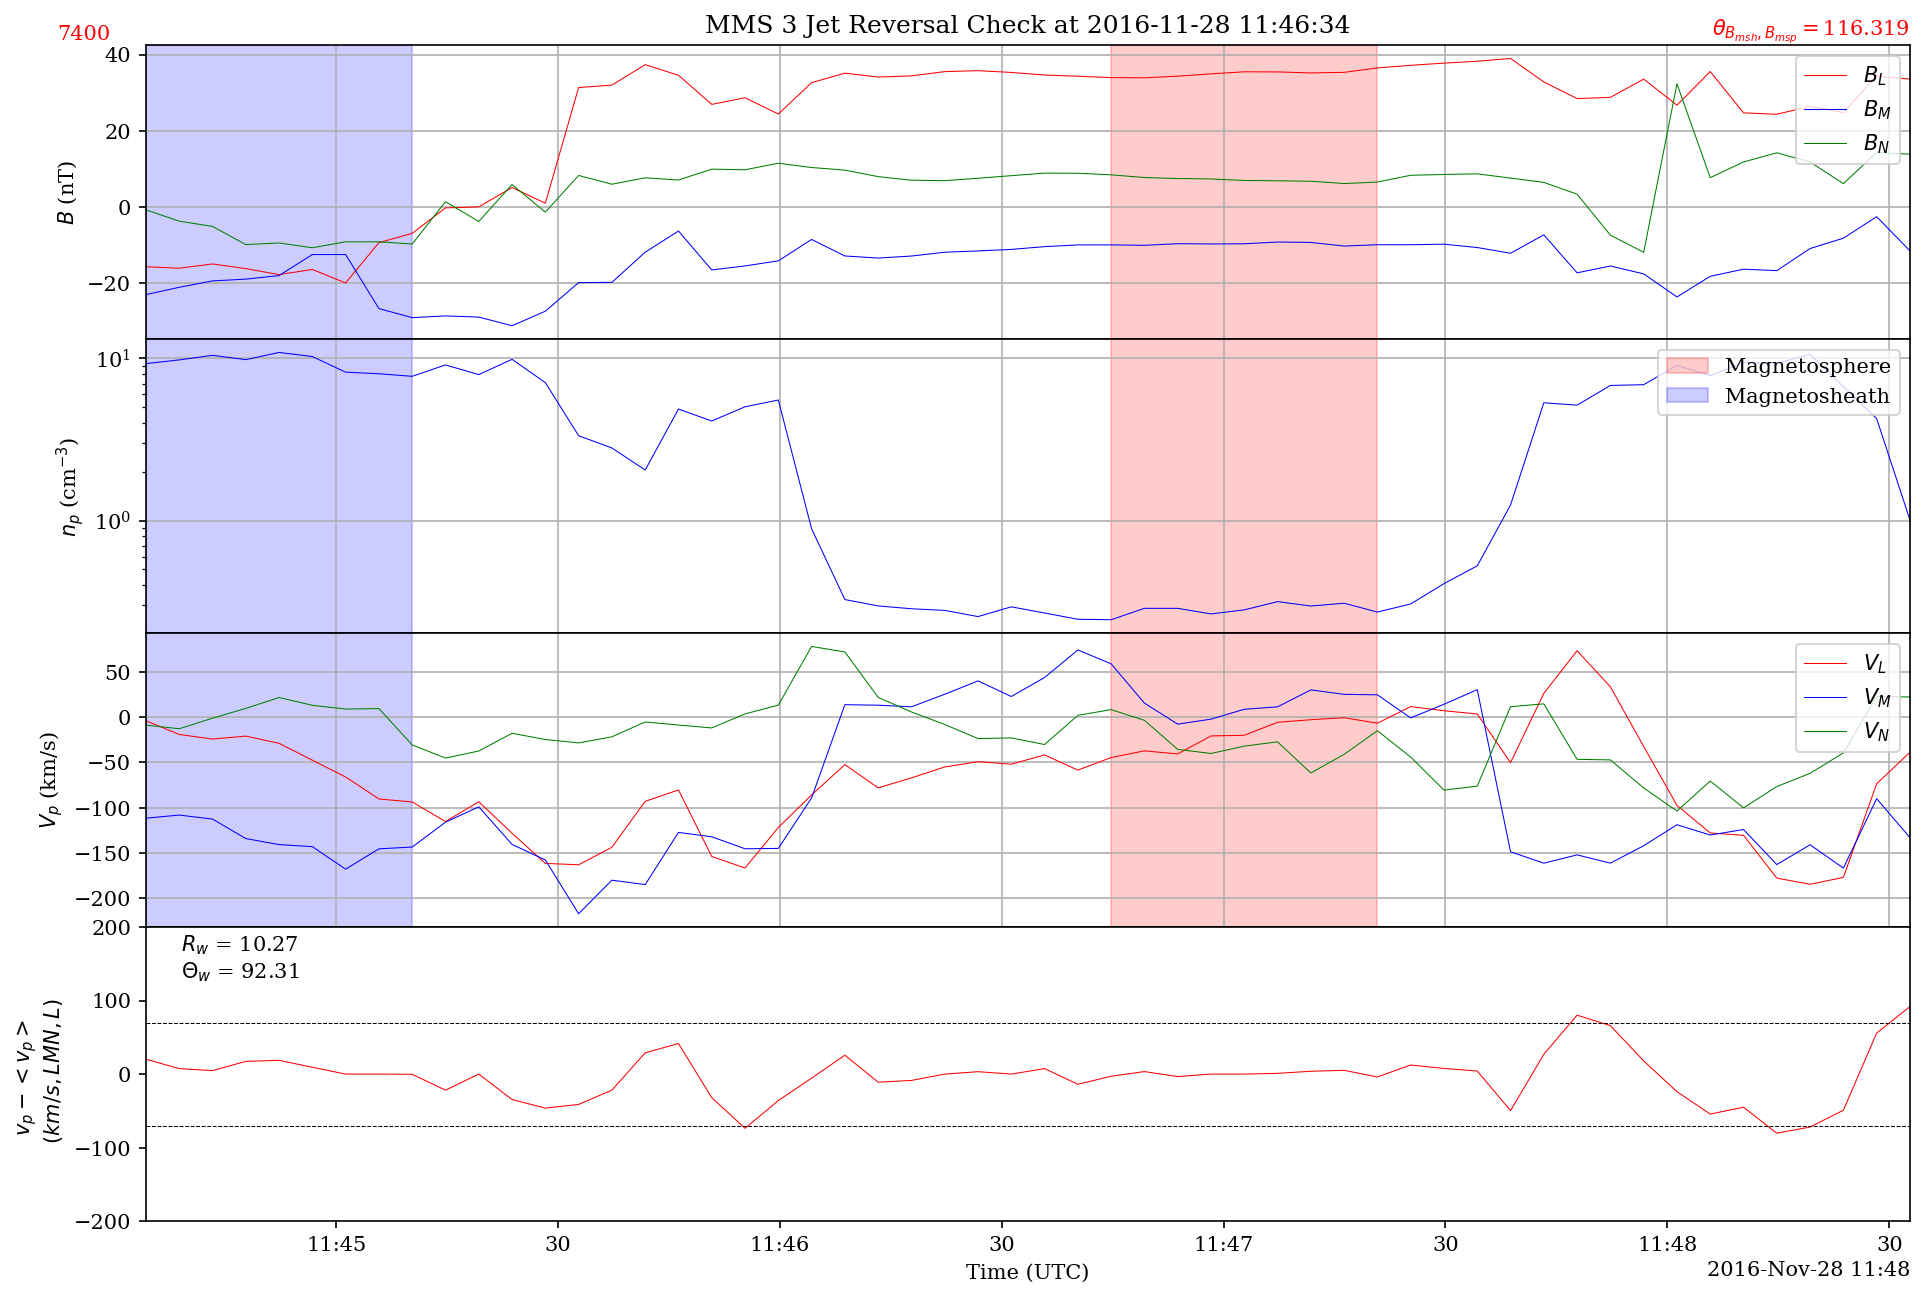 MMS 3 Jet Reversal Check at 2016-11-28 11:46:34
7400
θ_{B_{msh}, B_{msp}} = 116.319
40
20
0
−20
B (nT)
B_L
B_M
B_N
10^1
10^0
n_p (cm^{−3})
Magnetosphere
Magnetosheath
50
0
−50
−100
−150
−200
V_p (km/s)
V_L
V_M
V_N
200
100
0
−100
−200
v_p − < v_p >
(km/s, LMN, L)
R_w = 10.27
Θ_w = 92.31
11:45 30 11:46 30 11:47 30 11:48 30
Time (UTC)
2016-Nov-28 11:48